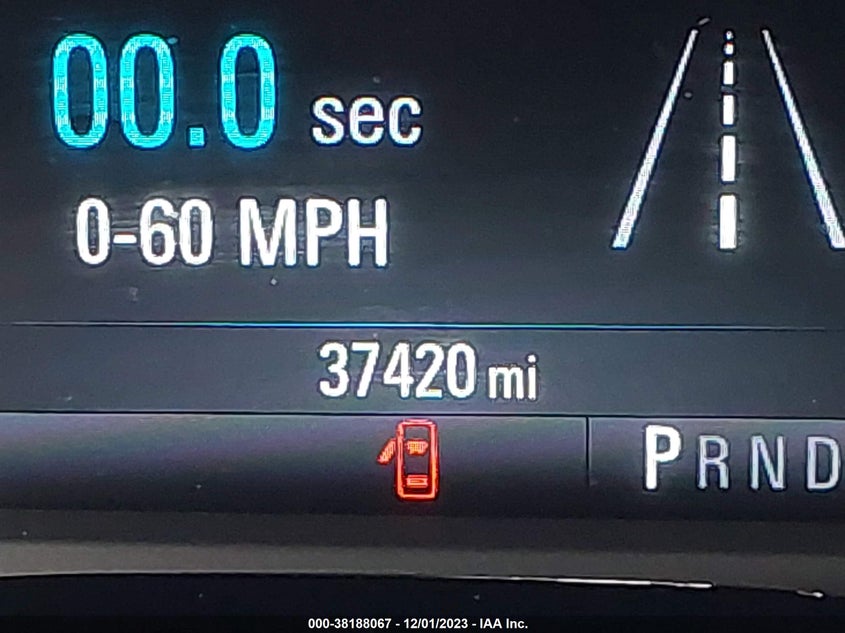 00.0 sec
0-60 MPH
37420 mi
PRND
000-38188067 - 12/01/2023 - IAA Inc.